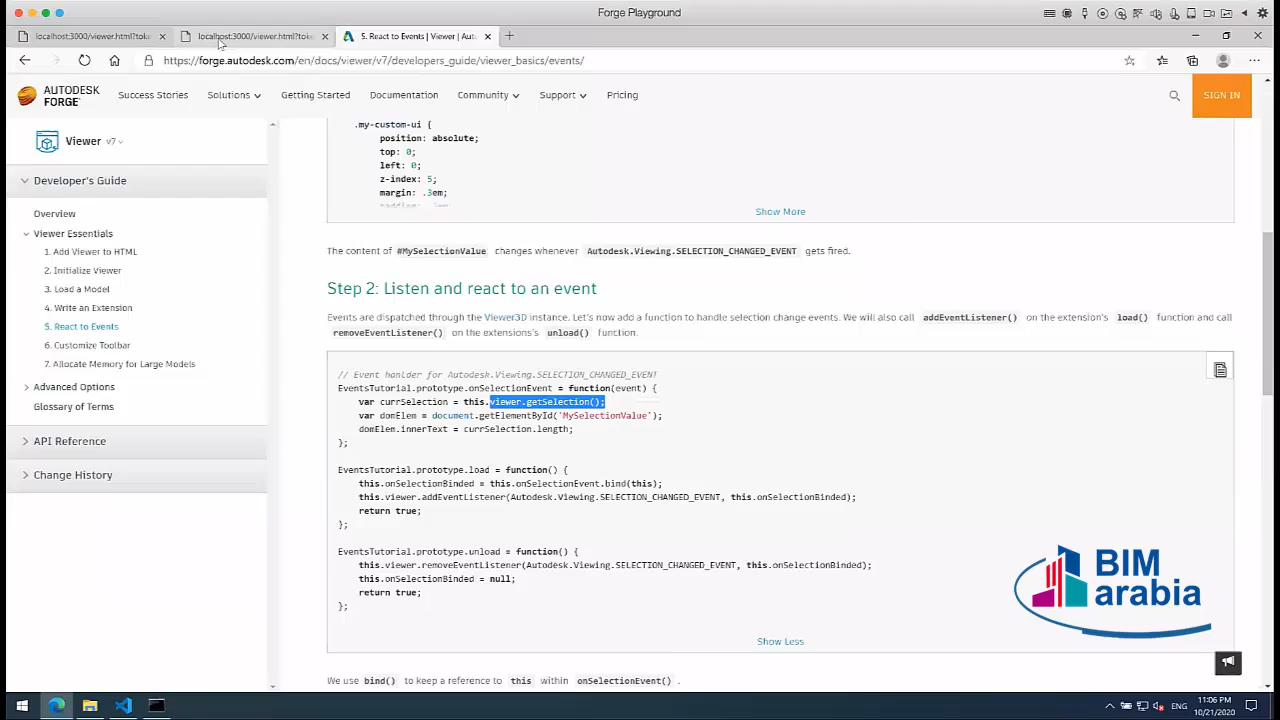 Forge Playground
localhost:3000/viewer.html?toke
localhost:3000/viewer.html?toke
5. React to Events | Viewer | Aut
https://forge.autodesk.com/en/docs/viewer/v7/developers_guide/viewer_basics/events/
AUTODESK FORGE
Success Stories
Solutions
Getting Started
Documentation
Community
Support
Pricing
SIGN IN
Viewer v7
Developer's Guide
Overview
Viewer Essentials
1. Add Viewer to HTML
2. Initialize Viewer
3. Load a Model
4. Write an Extension
5. React to Events
6. Customize Toolbar
7. Allocate Memory for Large Models
Advanced Options
Glossary of Terms
API Reference
Change History
.my-custom-ui {
position: absolute;
top: 0;
left: 0;
z-index: 5;
margin: .3em;
Show More
The content of #MySelectionValue changes whenever Autodesk.Viewing.SELECTION_CHANGED_EVENT gets fired.
Step 2: Listen and react to an event
Events are dispatched through the Viewer3D instance. Let's now add a function to handle selection change events. We will also call addEventListener() on the extension's load() function and call
removeEventListener() on the extensions's unload() function.
// Event hanlder for Autodesk.Viewing.SELECTION_CHANGED_EVENT
EventsTutorial.prototype.onSelectionEvent = function(event) {
var currSelection = this.viewer.getSelection();
var domElem = document.getElementById('MySelectionValue');
domElem.innerText = currSelection.length;
};
EventsTutorial.prototype.load = function() {
this.onSelectionBinded = this.onSelectionEvent.bind(this);
this.viewer.addEventListener(Autodesk.Viewing.SELECTION_CHANGED_EVENT, this.onSelectionBinded);
return true;
};
EventsTutorial.prototype.unload = function() {
this.viewer.removeEventListener(Autodesk.Viewing.SELECTION_CHANGED_EVENT, this.onSelectionBinded);
this.onSelectionBinded = null;
return true;
};
Show Less
We use bind() to keep a reference to this within onSelectionEvent() .
BIM
arabia
ENG
11:06 PM
10/21/2020